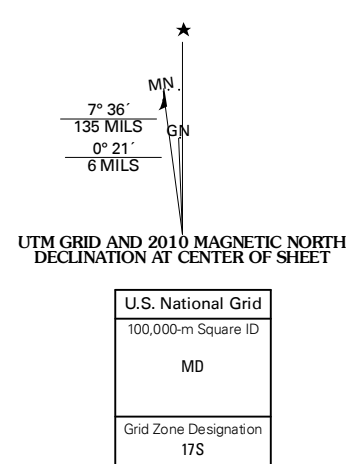 MN
7° 36´
135 MILS
GN
0° 21´
6 MILS
UTM GRID AND 2010 MAGNETIC NORTH
DECLINATION AT CENTER OF SHEET
U.S. National Grid
100,000-m Square ID
MD
Grid Zone Designation
17S